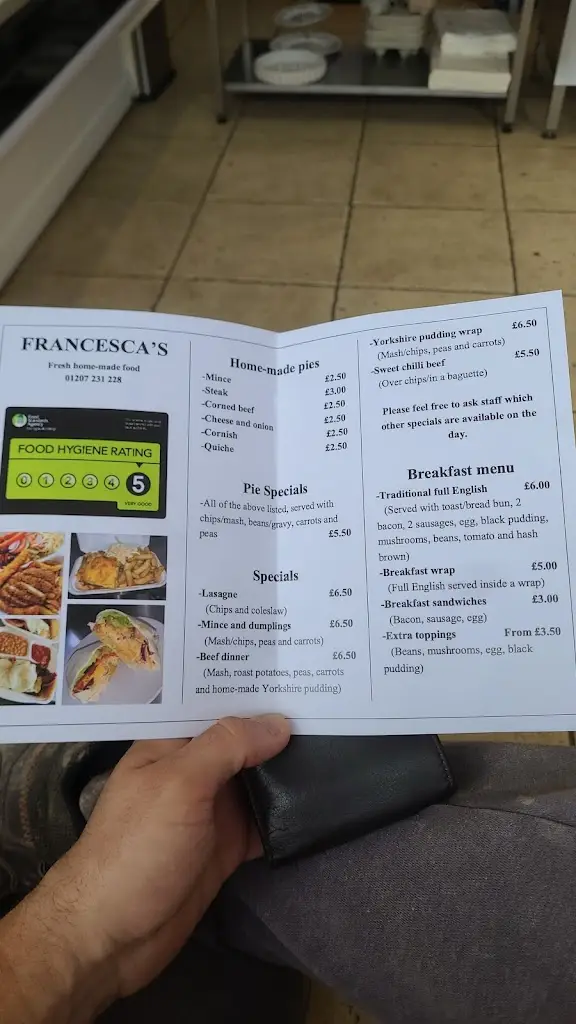 FRANCESCA'S
Fresh home-made food
01207 231 228
Food
Standards
Agency
FOOD HYGIENE RATING
0 1 2 3 4 5
VERY GOOD
Home-made pies
-Mince £2.50
-Steak £3.00
-Corned beef £2.50
-Cheese and onion £2.50
-Cornish £2.50
-Quiche £2.50
Pie Specials
-All of the above listed, served with
chips/mash, beans/gravy, carrots and
peas £5.50
Specials
-Lasagne £6.50
(Chips and coleslaw)
-Mince and dumplings £6.50
(Mash/chips, peas and carrots)
-Beef dinner £6.50
(Mash, roast potatoes, peas, carrots
and home-made Yorkshire pudding)
-Yorkshire pudding wrap £6.50
(Mash/chips, peas and carrots)
-Sweet chilli beef £5.50
(Over chips/in a baguette)
Please feel free to ask staff which
other specials are available on the
day.
Breakfast menu
-Traditional full English £6.00
(Served with toast/bread bun, 2
bacon, 2 sausages, egg, black pudding,
mushrooms, beans, tomato and hash
brown)
-Breakfast wrap £5.00
(Full English served inside a wrap)
-Breakfast sandwiches £3.00
(Bacon, sausage, egg)
-Extra toppings From £3.50
(Beans, mushrooms, egg, black
pudding)